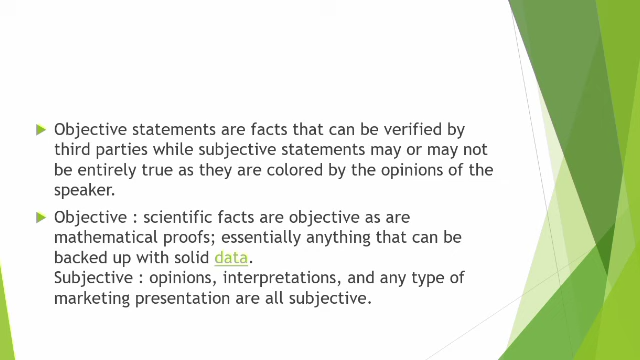 Objective statements are facts that can be verified by
third parties while subjective statements may or may not
be entirely true as they are colored by the opinions of the
speaker.
Objective : scientific facts are objective as are
mathematical proofs; essentially anything that can be
backed up with solid data.
Subjective : opinions, interpretations, and any type of
marketing presentation are all subjective.